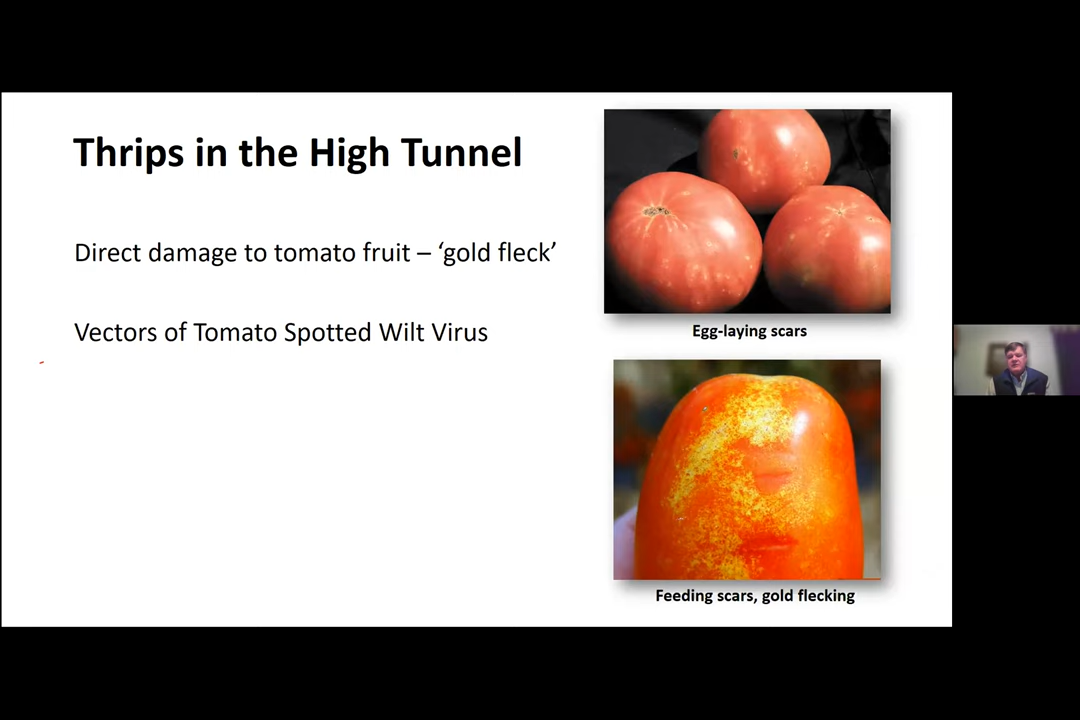 Thrips in the High Tunnel
Direct damage to tomato fruit – ‘gold fleck’
Vectors of Tomato Spotted Wilt Virus
Egg-laying scars
Feeding scars, gold flecking